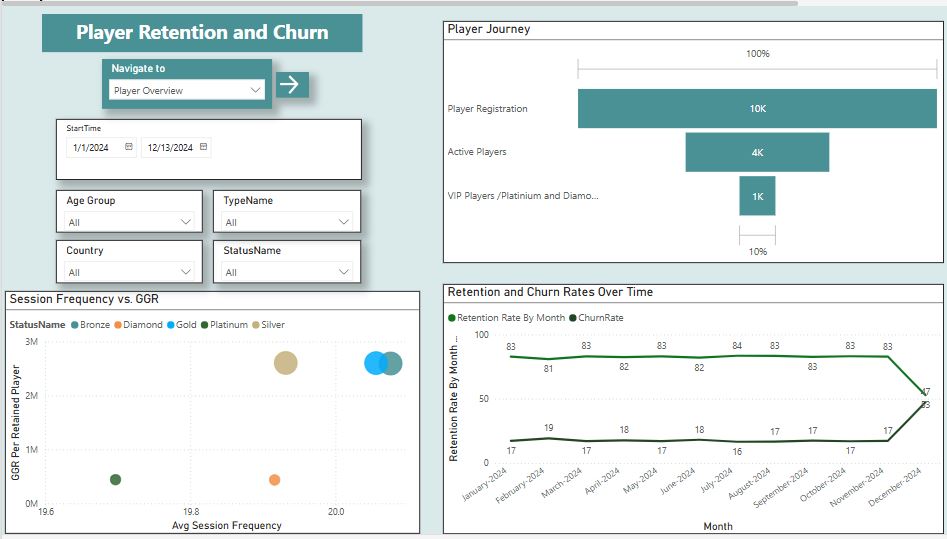 Player Retention and Churn
Navigate to
Player Overview
StartTime
1/1/2024
12/13/2024
Age Group
All
TypeName
All
Country
All
StatusName
All
Player Journey
100%
Player Registration
10K
Active Players
4K
VIP Players /Platinium and Diamo...
1K
10%
Session Frequency vs. GGR
StatusName Bronze Diamond Gold Platinum Silver
GGR Per Retained Player
3M
2M
1M
0M
19.6 19.8 20.0
Avg Session Frequency
Retention and Churn Rates Over Time
Retention Rate By Month ChurnRate
Retention Rate By Month ...
100
50
0
83 81 83 82 83 82 84 83 83 83 83 47
17 19 17 18 17 18 16 17 17 17 17 53
January-2024
February-2024
March-2024
April-2024
May-2024
June-2024
July-2024
August-2024
September-2024
October-2024
November-2024
December-2024
Month